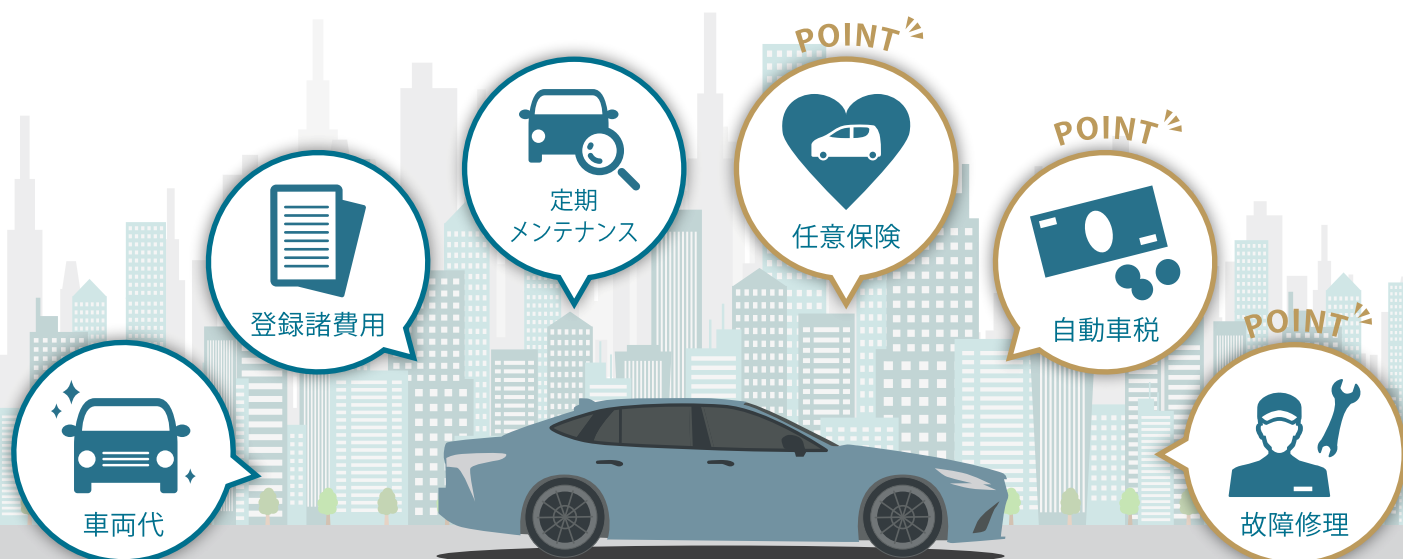 車両代
登録諸費用
定期
メンテナンス
POINT
任意保険
POINT
自動車税
POINT
故障修理